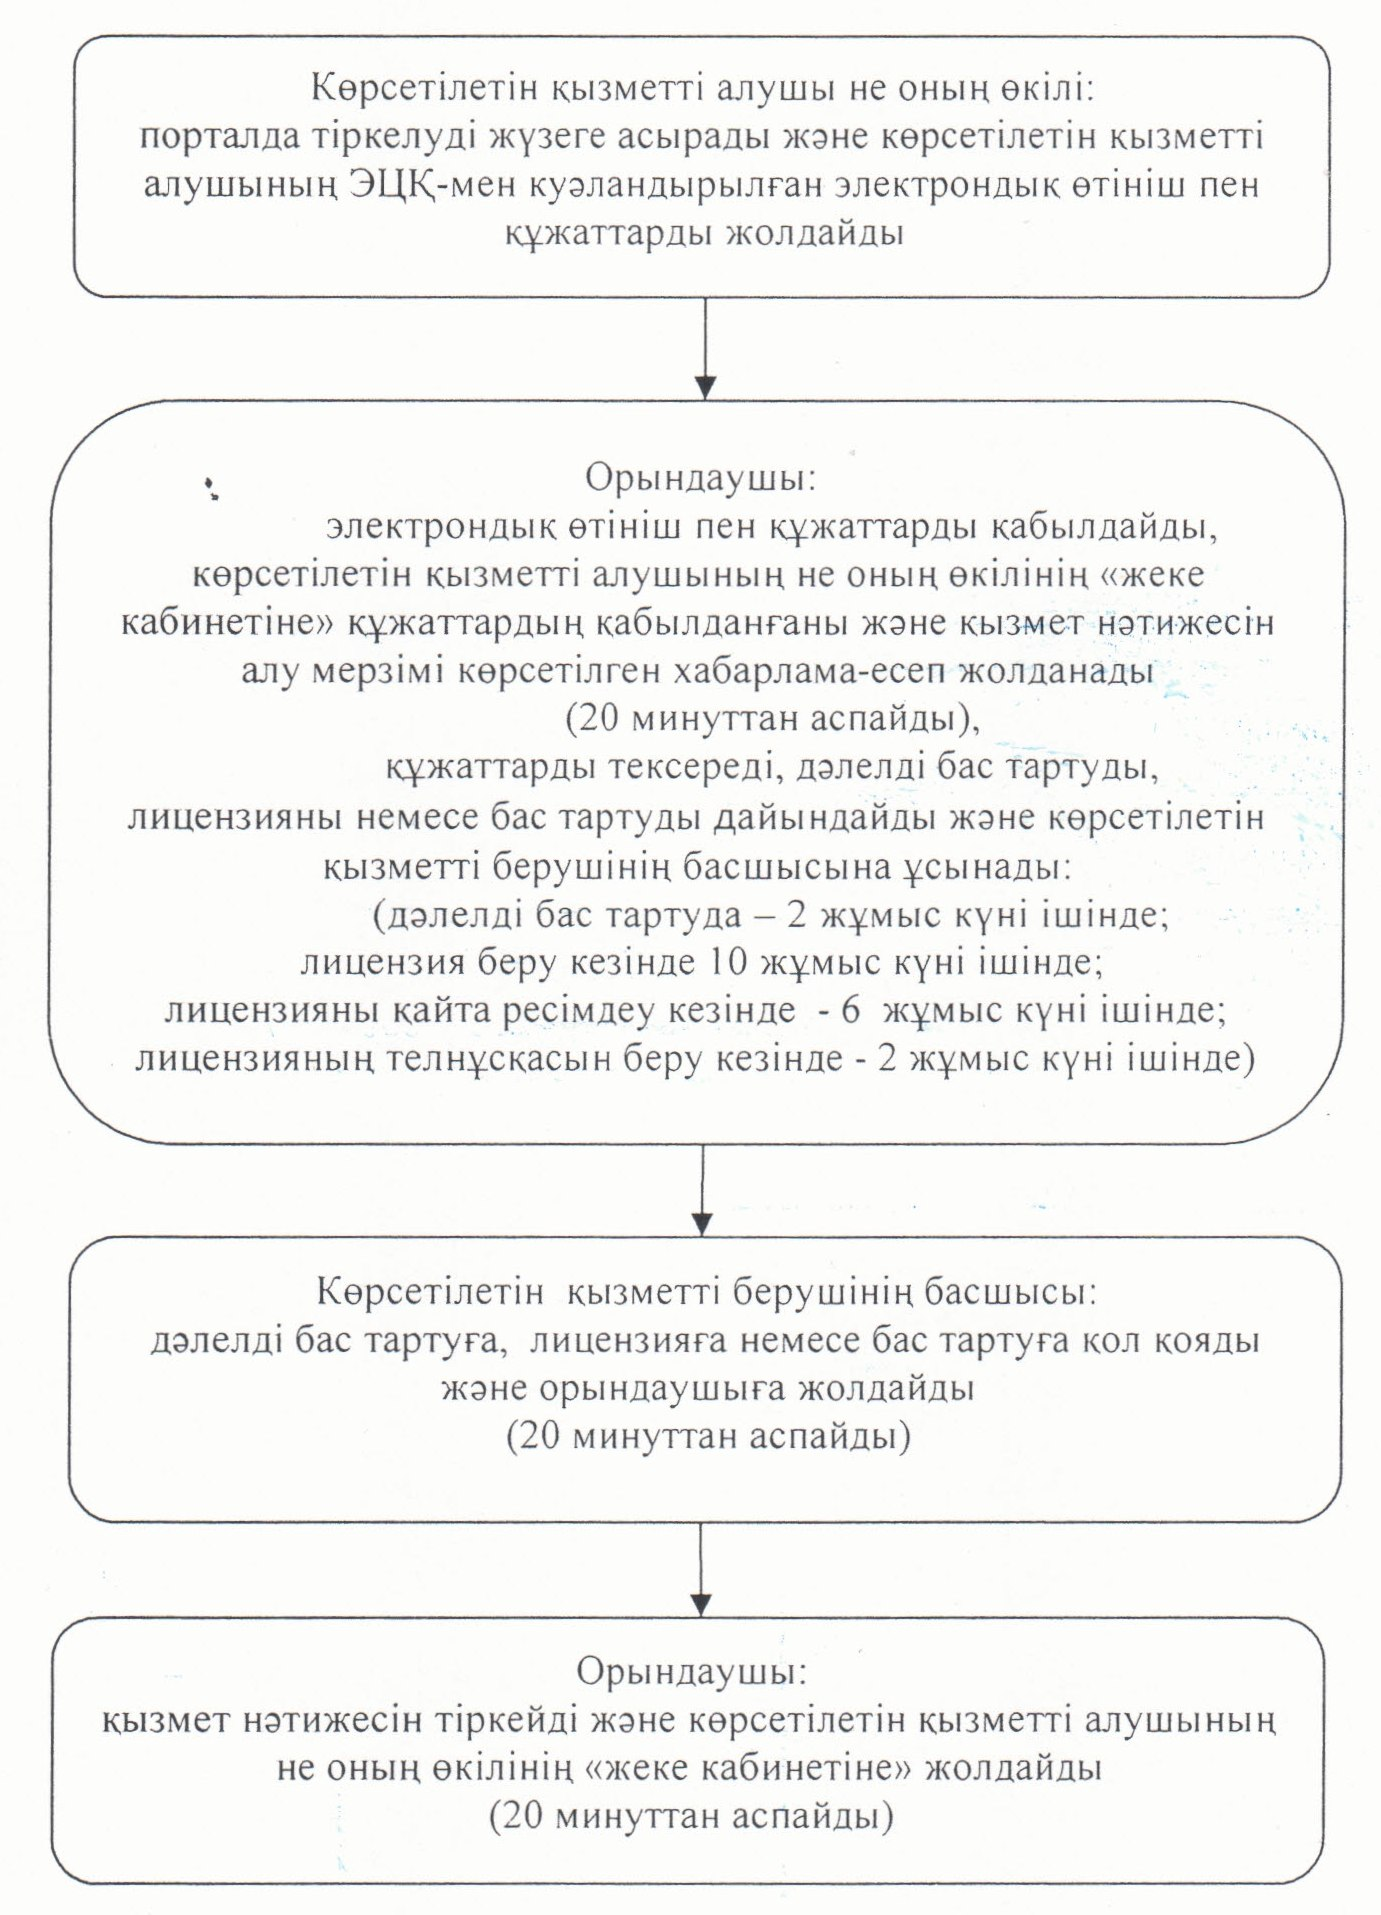 Көрсетілетін қызметті алушы не оның өкілі:
порталда тіркелуді жүзеге асырады және көрсетілетін қызметті
алушының ЭЦҚ-мен куәландырылған электрондық өтініш пен
құжаттарды жолдайды
Орындаушы:
электрондық өтініш пен құжаттарды қабылдайды,
көрсетілетін қызметті алушының не оның өкілінің «жеке
кабинетіне» құжаттардың қабылданғаны және қызмет нәтижесін
алу мерзімі көрсетілген хабарлама-есеп жолданады
(20 минуттан аспайды),
құжаттарды тексереді, дәлелді бас тартуды,
лицензияны немесе бас тартуды дайындайды және көрсетілетін
қызметті берушінің басшысына ұсынады:
(дәлелді бас тартуда – 2 жұмыс күні ішінде;
лицензия беру кезінде 10 жұмыс күні ішінде;
лицензияны қайта ресімдеу кезінде - 6 жұмыс күні ішінде;
лицензияның телнұсқасын беру кезінде - 2 жұмыс күні ішінде)
Көрсетілетін қызметті берушінің басшысы:
дәлелді бас тартуға, лицензияға немесе бас тартуға қол қояды
және орындаушыға жолдайды
(20 минуттан аспайды)
Орындаушы:
қызмет нәтижесін тіркейді және көрсетілетін қызметті алушының
не оның өкілінің «жеке кабинетіне» жолдайды
(20 минуттан аспайды)